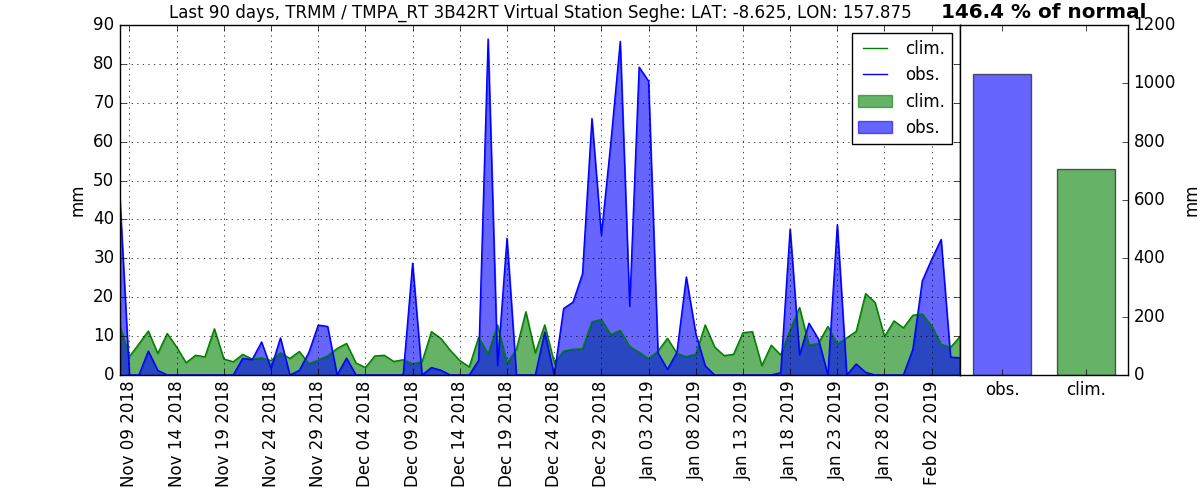 Last 90 days, TRMM / TMPA_RT 3B42RT Virtual Station Seghe: LAT: -8.625, LON: 157.875
146.4 % of normal
90
80
70
60
50
40
30
20
10
0
mm
clim.
obs.
clim.
obs.
Nov 09 2018
Nov 14 2018
Nov 19 2018
Nov 24 2018
Nov 29 2018
Dec 04 2018
Dec 09 2018
Dec 14 2018
Dec 19 2018
Dec 24 2018
Dec 29 2018
Jan 03 2019
Jan 08 2019
Jan 13 2019
Jan 18 2019
Jan 23 2019
Jan 28 2019
Feb 02 2019
1200
1000
800
600
400
200
0
mm
obs.
clim.